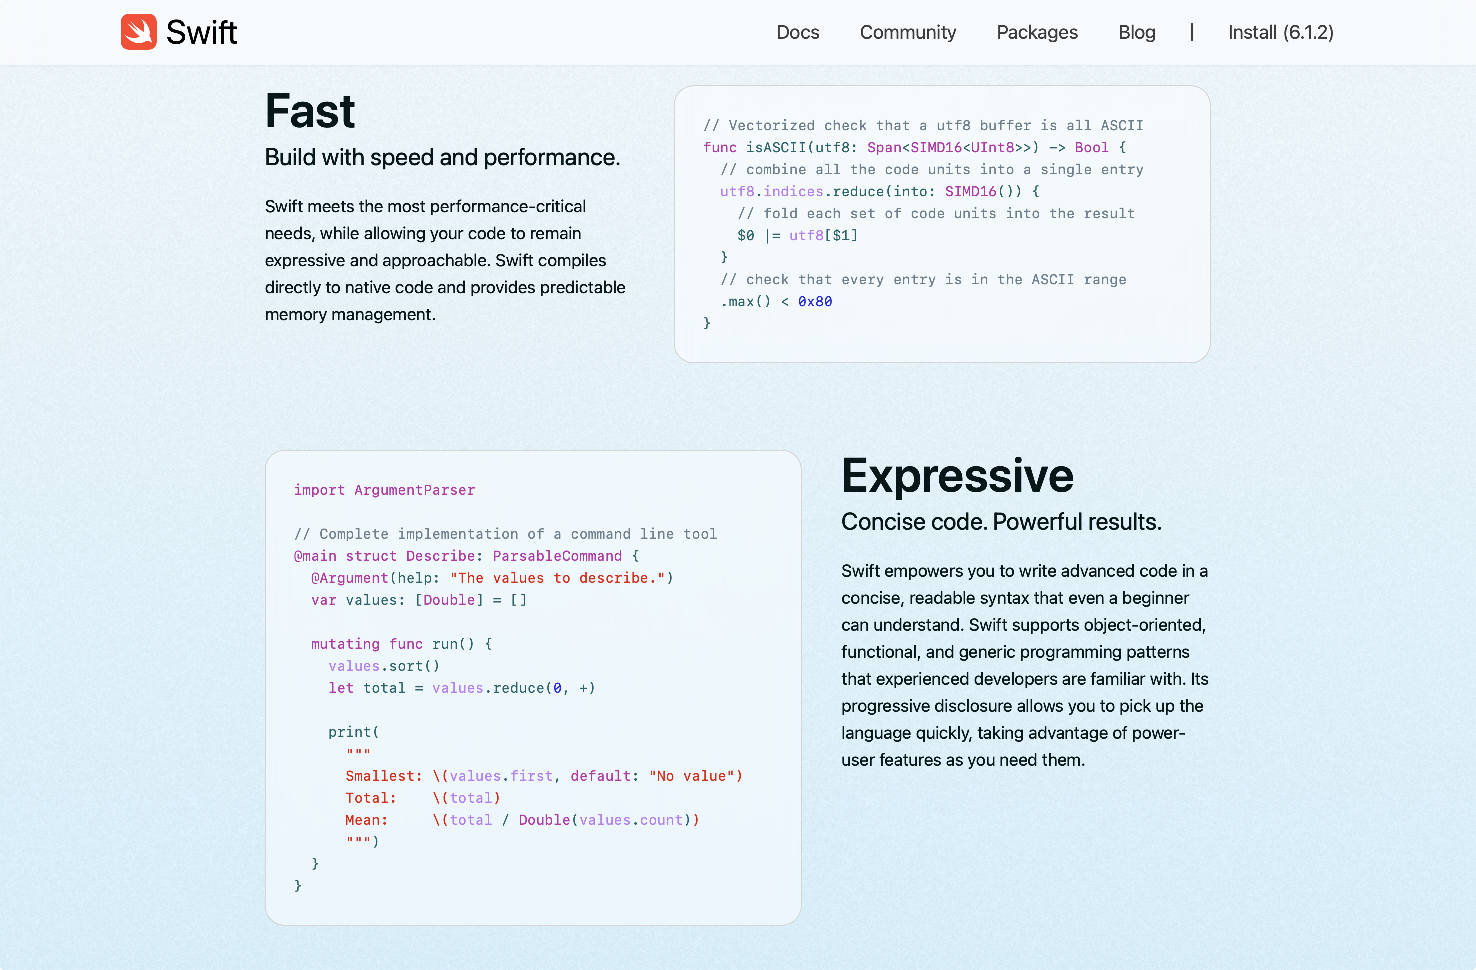 Swift
Docs Community Packages Blog | Install (6.1.2)
Fast
Build with speed and performance.
Swift meets the most performance-critical
needs, while allowing your code to remain
expressive and approachable. Swift compiles
directly to native code and provides predictable
memory management.
// Vectorized check that a utf8 buffer is all ASCII
func isASCII(utf8: Span<SIMD16<UInt8>>) -> Bool {
  // combine all the code units into a single entry
  utf8.indices.reduce(into: SIMD16()) {
    // fold each set of code units into the result
    $0 |= utf8[$1]
  }
  // check that every entry is in the ASCII range
  .max() < 0x80
}
import ArgumentParser
// Complete implementation of a command line tool
@main struct Describe: ParsableCommand {
  @Argument(help: "The values to describe.")
  var values: [Double] = []
  mutating func run() {
    values.sort()
    let total = values.reduce(0, +)
    print(
      """
      Smallest: \(values.first, default: "No value")
      Total:    \(total)
      Mean:     \(total / Double(values.count))
      """)
  }
}
Expressive
Concise code. Powerful results.
Swift empowers you to write advanced code in a
concise, readable syntax that even a beginner
can understand. Swift supports object-oriented,
functional, and generic programming patterns
that experienced developers are familiar with. Its
progressive disclosure allows you to pick up the
language quickly, taking advantage of power-
user features as you need them.